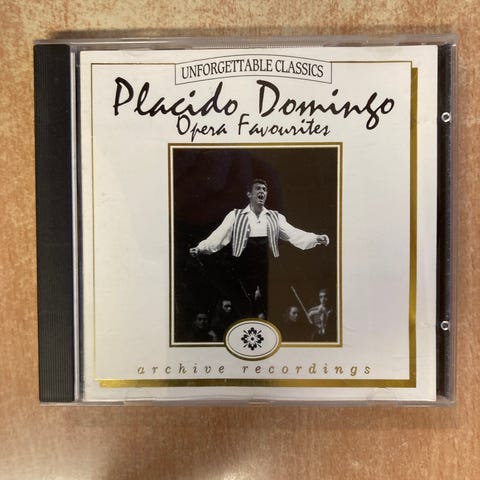 UNFORGETTABLE CLASSICS
Placido Domingo
Opera Favourites
archive recordings